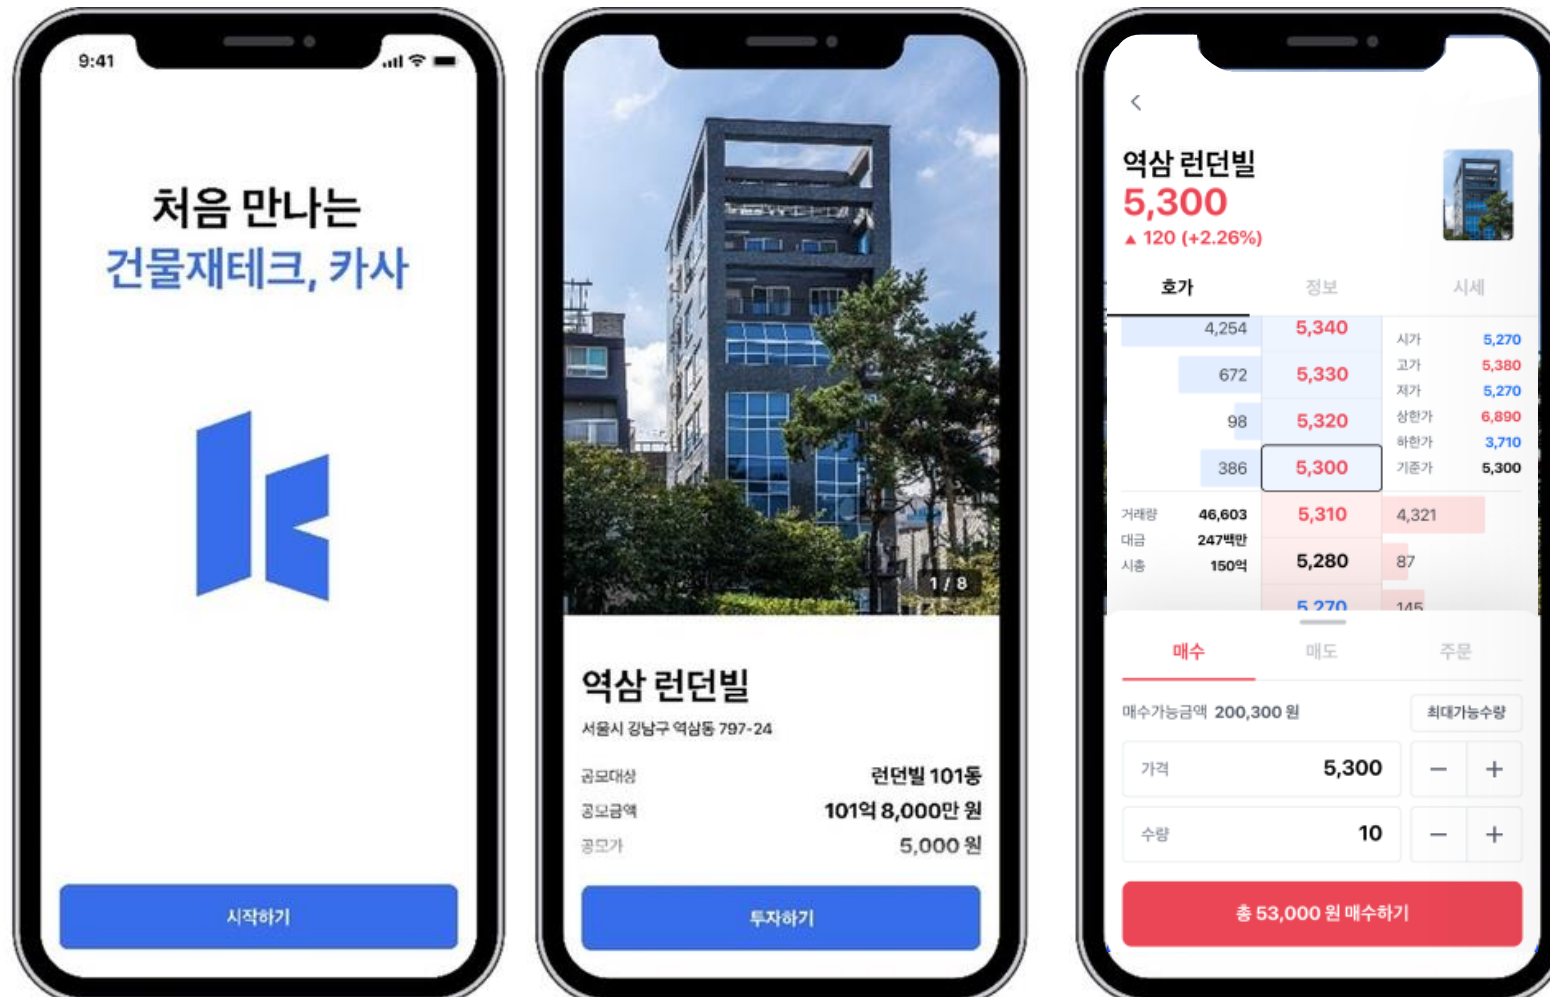 9:41
처음 만나는
건물재테크, 카사
시작하기
1 / 8
역삼 런던빌
서울시 강남구 역삼동 797-24
공모대상 런던빌 101동
공모금액 101억 8,000만 원
공모가 5,000 원
투자하기
역삼 런던빌
5,300
▲ 120 (+2.26%)
호가 정보 시세
4,254 5,340
672 5,330
98 5,320
386 5,300
시가 5,270
고가 5,380
저가 5,270
상한가 6,890
하한가 3,710
기준가 5,300
거래량 46,603
대금 247백만
시총 150억
5,310 4,321
5,280 87
5,270 145
매수 매도 주문
매수가능금액 200,300 원 최대가능수량
가격 5,300 − +
수량 10 − +
총 53,000 원 매수하기